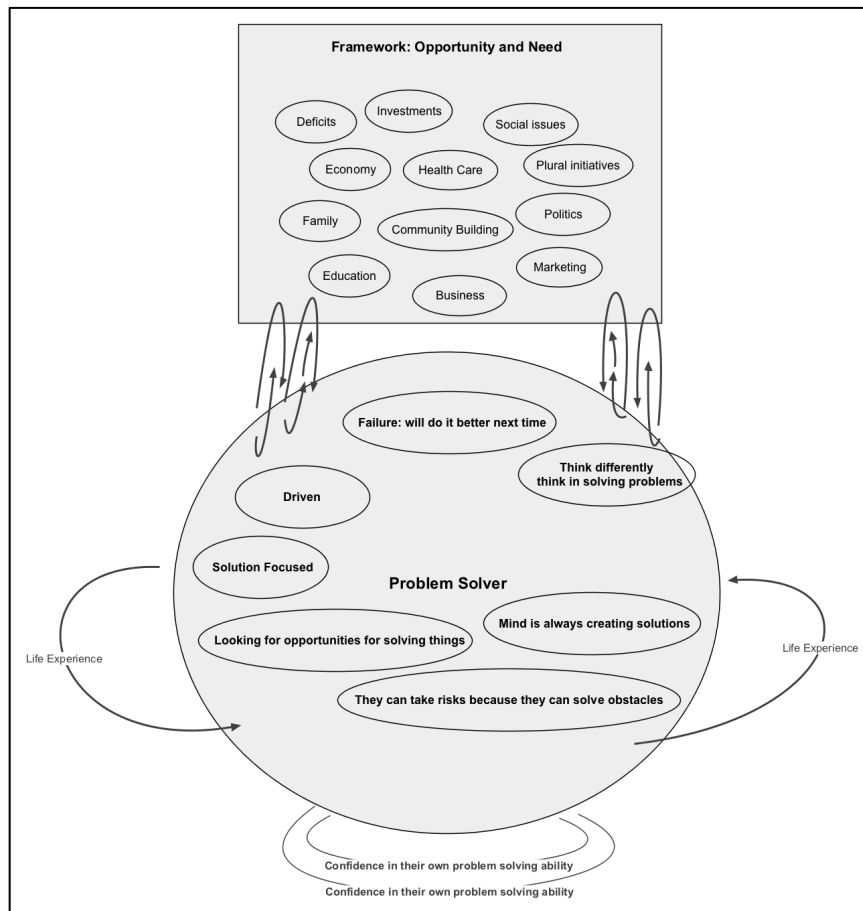 Framework: Opportunity and Need
Investments
Deficits
Social issues
Economy
Health Care
Plural initiatives
Family
Community Building
Politics
Education
Marketing
Business
Failure: will do it better next time
Think differently
think in solving problems
Driven
Solution Focused
Problem Solver
Mind is always creating solutions
Looking for opportunities for solving things
Life Experience
Life Experience
They can take risks because they can solve obstacles
Confidence in their own problem solving ability
Confidence in their own problem solving ability